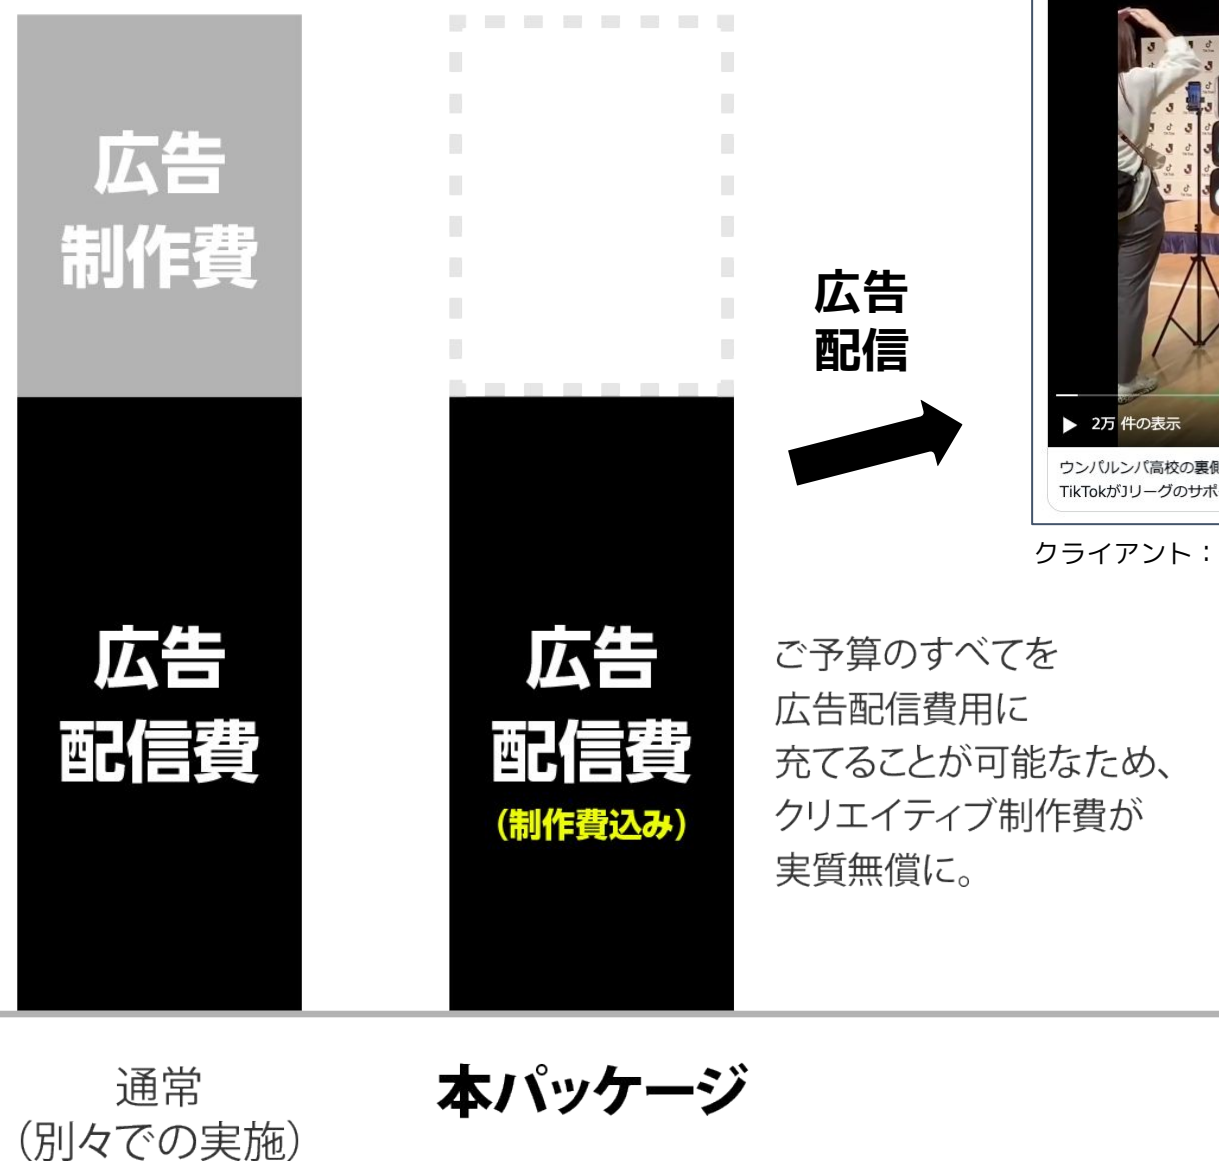 広告
制作費
広告
配信費
通常
(別々での実施)
広告
配信費
(制作費込み)
本パッケージ
広告
配信
2万 件の表示
ウンパルンパ高校の裏側
TikTokがJリーグのサポ
クライアント:
ご予算のすべてを
広告配信費用に
充てることが可能なため、
クリエイティブ制作費が
実質無償に。